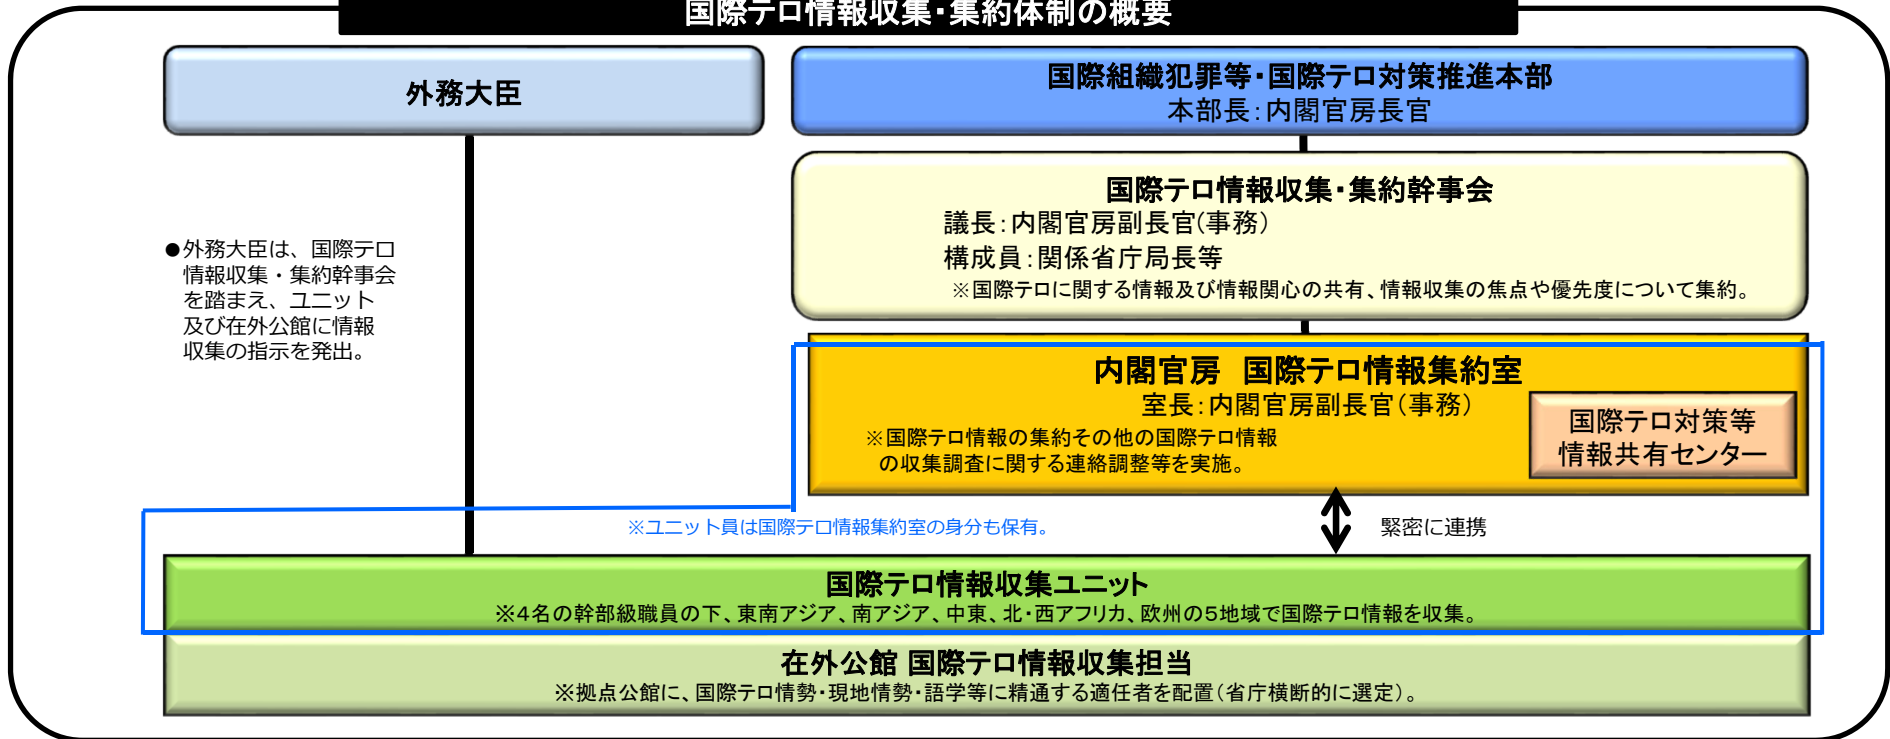 国際テロ情報収集・集約体制の概要
外務大臣
国際組織犯罪等・国際テロ対策推進本部
本部長：内閣官房長官
国際テロ情報収集・集約幹事会
議長：内閣官房副長官(事務)
構成員：関係省庁局長等
※国際テロに関する情報及び情報関心の共有、情報収集の焦点や優先度について集約。
●外務大臣は、国際テロ
情報収集・集約幹事会
を踏まえ、ユニット
及び在外公館に情報
収集の指示を発出。
内閣官房 国際テロ情報集約室
室長：内閣官房副長官（事務）
※国際テロ情報の集約その他の国際テロ情報
の収集調査に関する連絡調整等を実施。
国際テロ対策等
情報共有センター
※ユニット員は国際テロ情報集約室の身分も保有。
緊密に連携
国際テロ情報収集ユニット
※4名の幹部級職員の下、東南アジア、南アジア、中東、北・西アフリカ、欧州の5地域で国際テロ情報を収集。
在外公館 国際テロ情報収集担当
※拠点公館に、国際テロ情勢・現地情勢・語学等に精通する適任者を配置（省庁横断的に選定）。